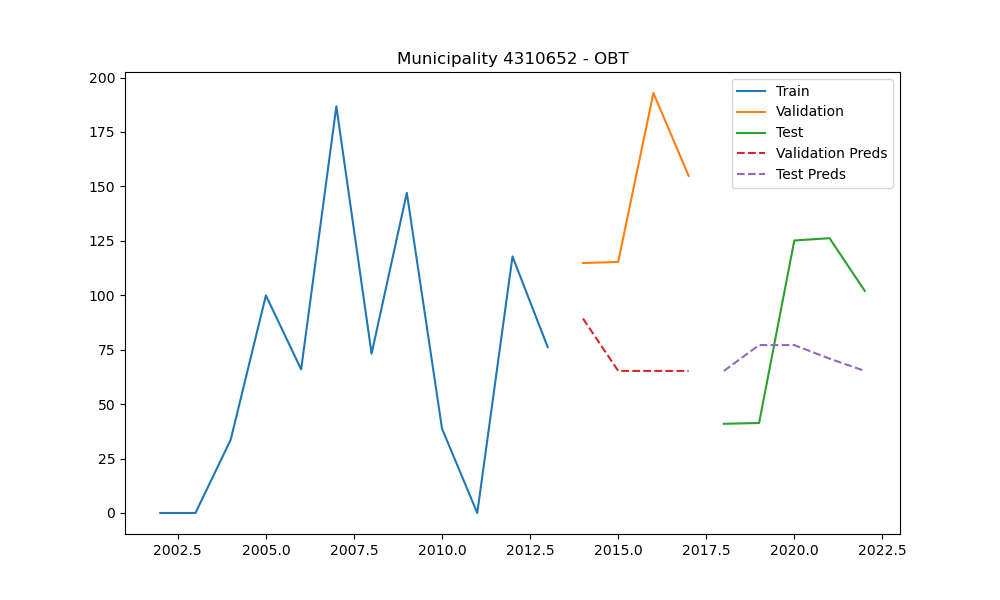 Municipality 4310652 - OBT
200
175
150
125
100
75
50
25
0
2002.5 2005.0 2007.5 2010.0 2012.5 2015.0 2017.5 2020.0 2022.5
Train
Validation
Test
Validation Preds
Test Preds